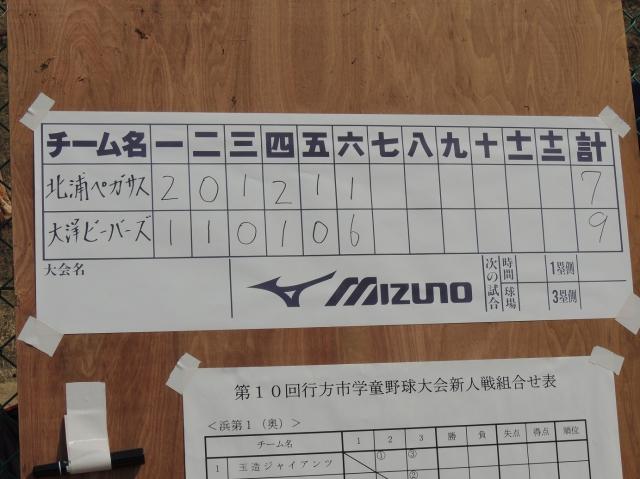 チーム名 一 二 三 四 五 六 七 八 九 十 十一 十二 計
北浦ペガサス 2 0 1 2 1 1 7
大洋ビーバーズ 1 1 0 1 0 6 9
大会名
MIZUNO
次の試合 時間 1塁側
球場 3塁側
第10回行方市学童野球大会新人戦組合せ表
＜浜第1（奥）＞
チーム名 1 2 3 勝 負 失点 得点 順位
1 玉造ジャイアンツ ① ③
②